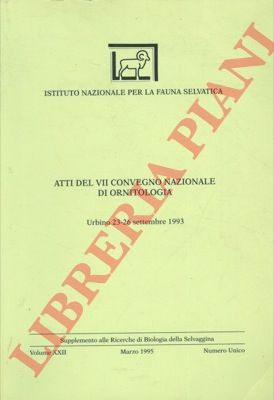 ISTITUTO NAZIONALE PER LA FAUNA SELVATICA
ATTI DEL VII CONVEGNO NAZIONALE
DI ORNITOLOGIA
Urbino 23-26 settembre 1993
LIBRERIA PIANI
Supplemento alle Ricerche di Biologia della Selvaggina
Volume XXII Marzo 1995 Numero Unico